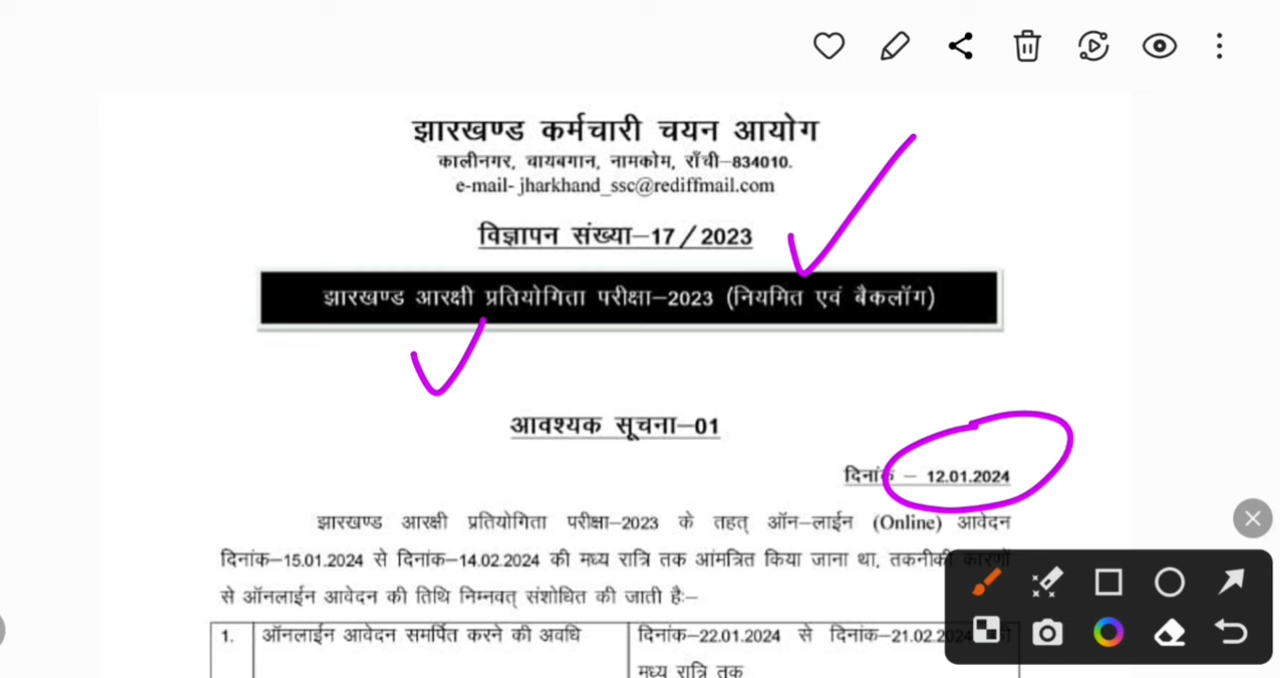 झारखण्ड कर्मचारी चयन आयोग
कालीनगर, चायबगान, नामकोम, राँची–834010.
e-mail- jharkhand_ssc@rediffmail.com
विज्ञापन संख्या–17/2023
झारखण्ड आरक्षी प्रतियोगिता परीक्षा–2023 (नियमित एवं बैकलॉग)
आवश्यक सूचना–01
दिनांक – 12.01.2024
झारखण्ड आरक्षी प्रतियोगिता परीक्षा–2023 के तहत् ऑन–लाईन (Online) आवेदन
दिनांक–15.01.2024 से दिनांक–14.02.2024 की मध्य रात्रि तक आंमत्रित किया जाना था, तकनीकी कारणों
से ऑनलाईन आवेदन की तिथि निम्नवत् संशोधित की जाती हैः–
1. ऑनलाईन आवेदन समर्पित करने की अवधि दिनांक–22.01.2024 से दिनांक–21.02.
मध्य रात्रि तक